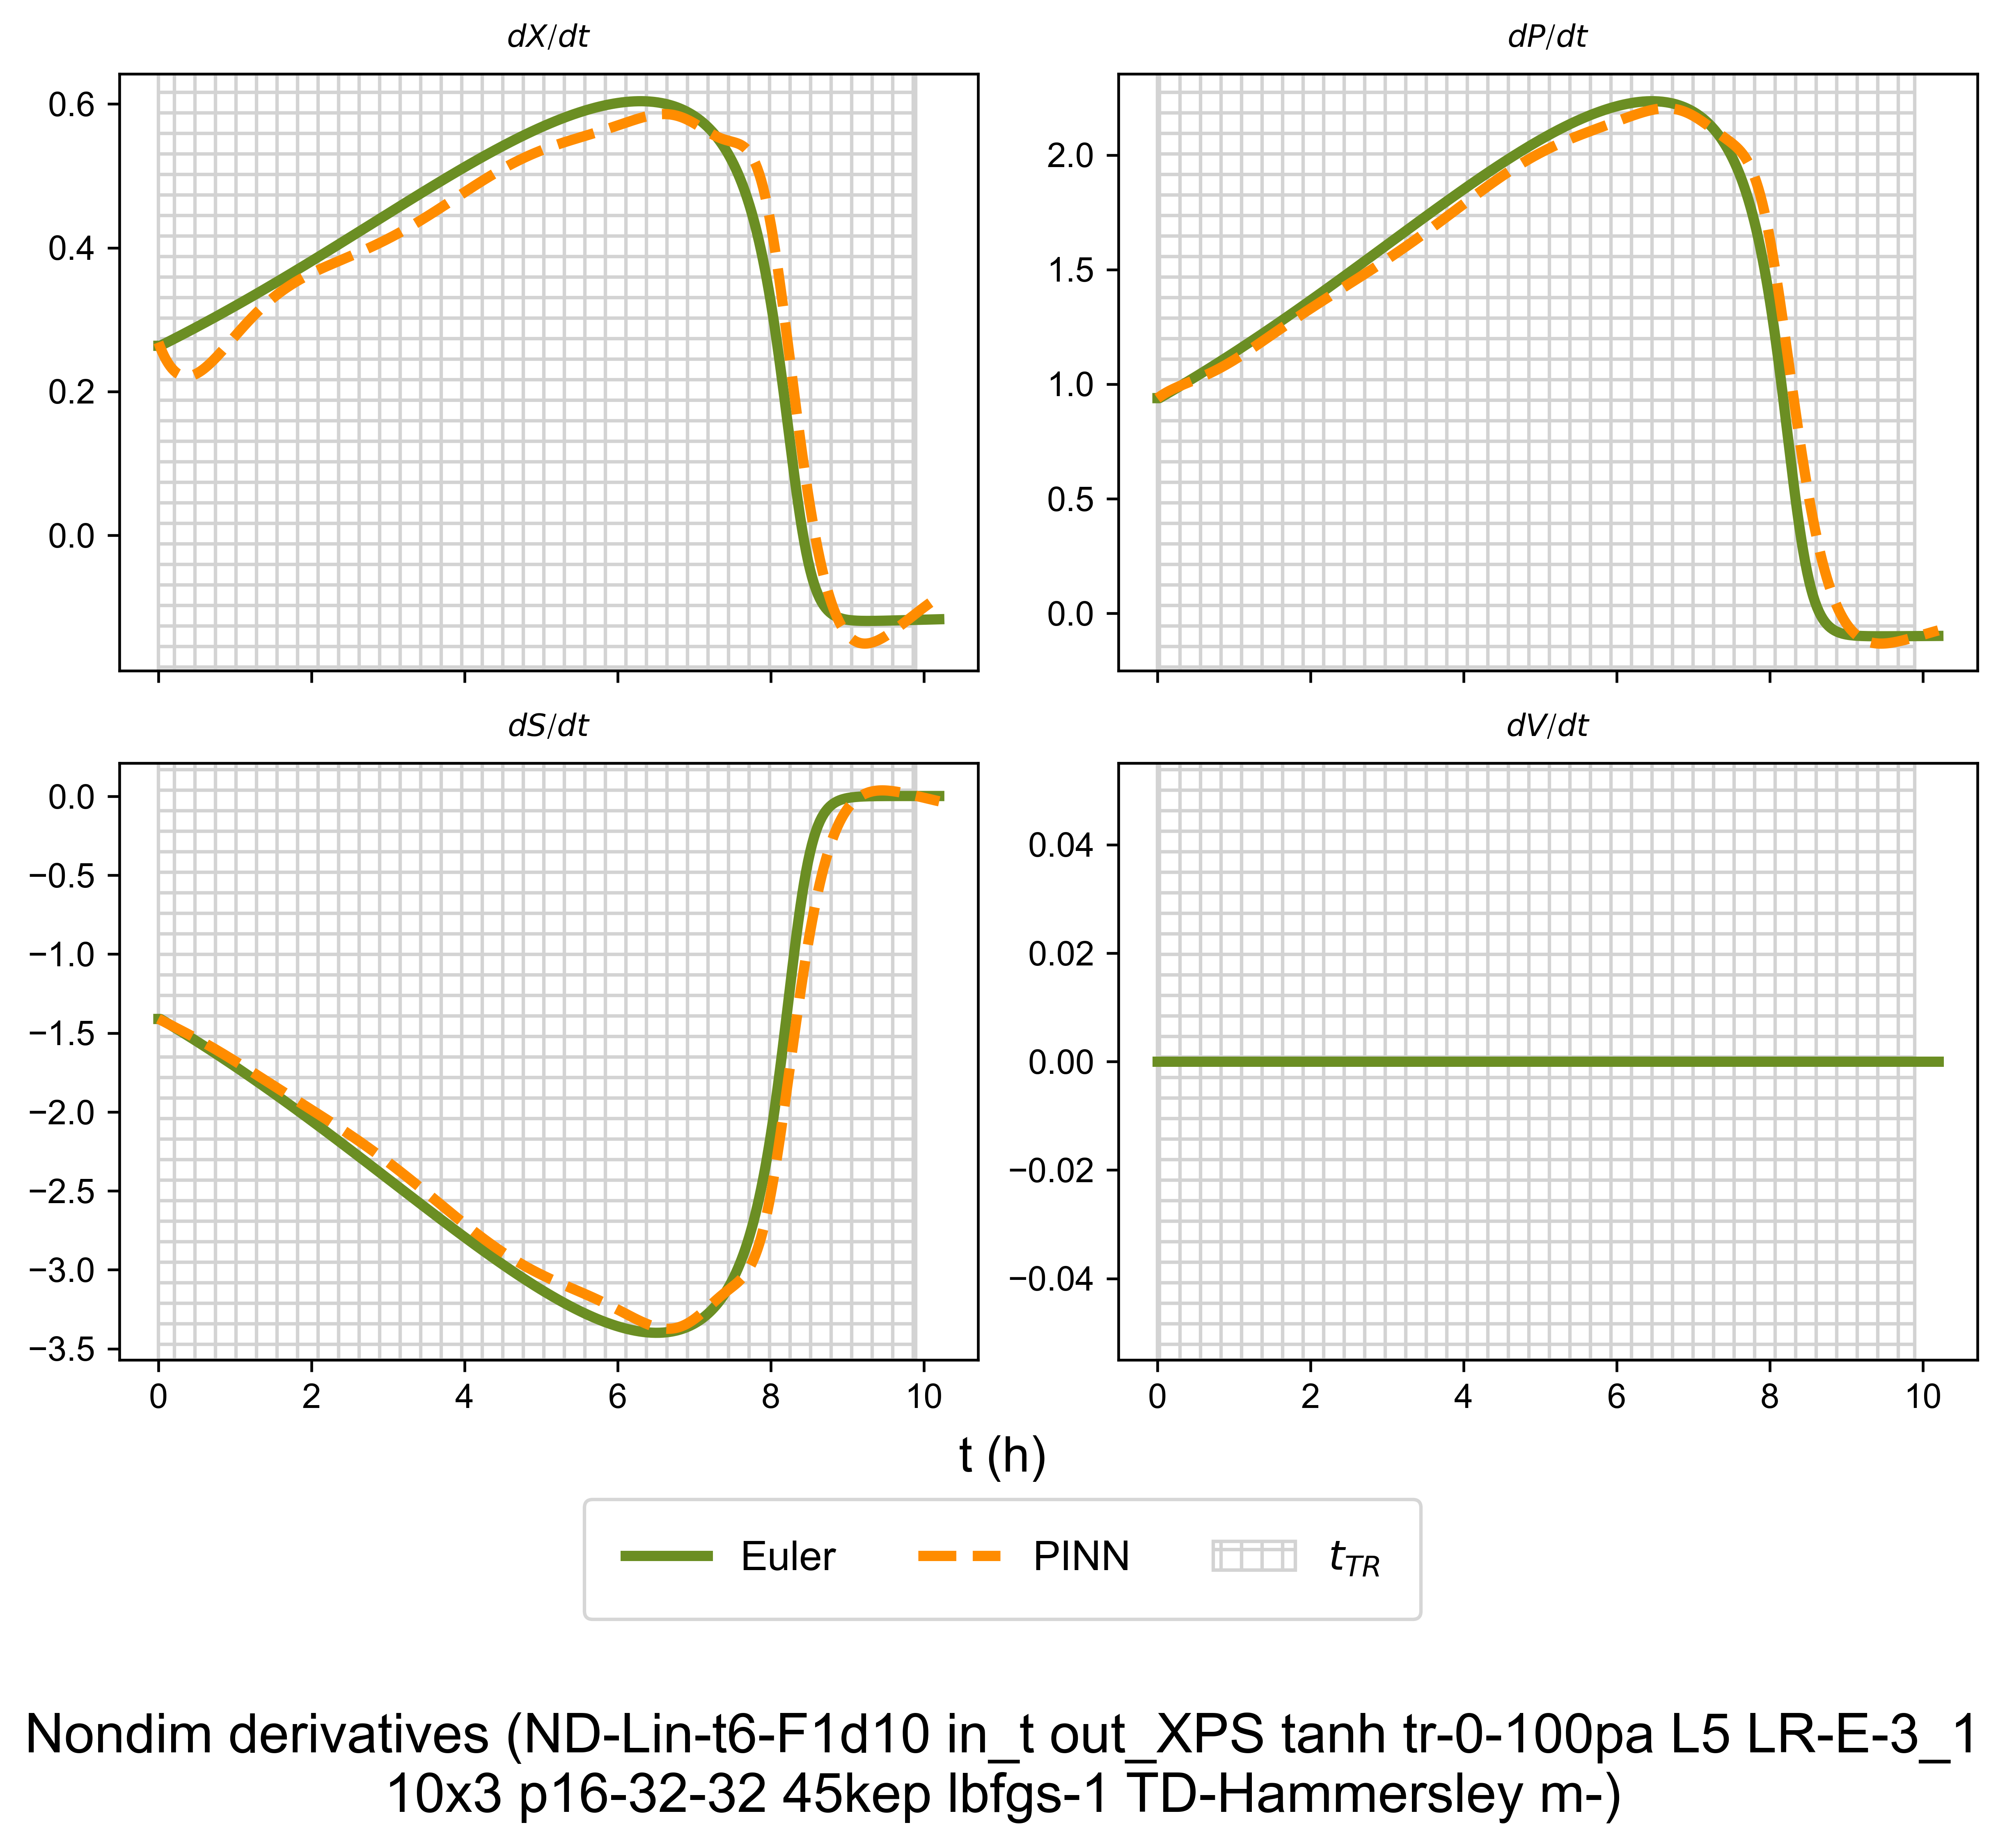 dX/dt
dP/dt
0.6
0.4
0.2
0.0
2.0
1.5
1.0
0.5
0.0
dS/dt
dV/dt
0.0
−0.5
−1.0
−1.5
−2.0
−2.5
−3.0
−3.5
0.04
0.02
0.00
−0.02
−0.04
0 2 4 6 8 10
0 2 4 6 8 10
t (h)
Euler PINN t_TR
Nondim derivatives (ND-Lin-t6-F1d10 in_t out_XPS tanh tr-0-100pa L5 LR-E-3_1
10x3 p16-32-32 45kep lbfgs-1 TD-Hammersley m-)